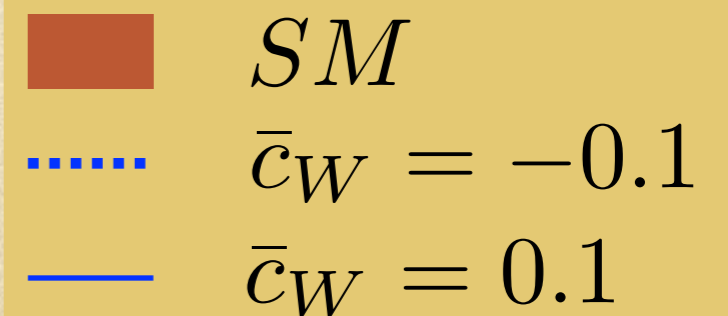 SM
c̄_W = −0.1
c̄_W = 0.1